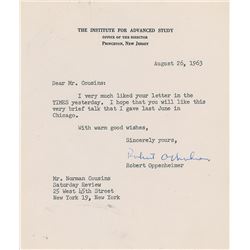 THE INSTITUTE FOR ADVANCED STUDY
OFFICE OF THE DIRECTOR
PRINCETON, NEW JERSEY
August 26, 1963
Dear Mr. Cousins:
I very much liked your letter in the
TIMES yesterday. I hope that you will like this
very brief talk that I gave last June in
Chicago.
With warm good wishes,
Sincerely yours,
Robert Oppenheimer
Robert Oppenheimer
Mr. Norman Cousins
Saturday Review
25 West 45th Street
New York 19, New York